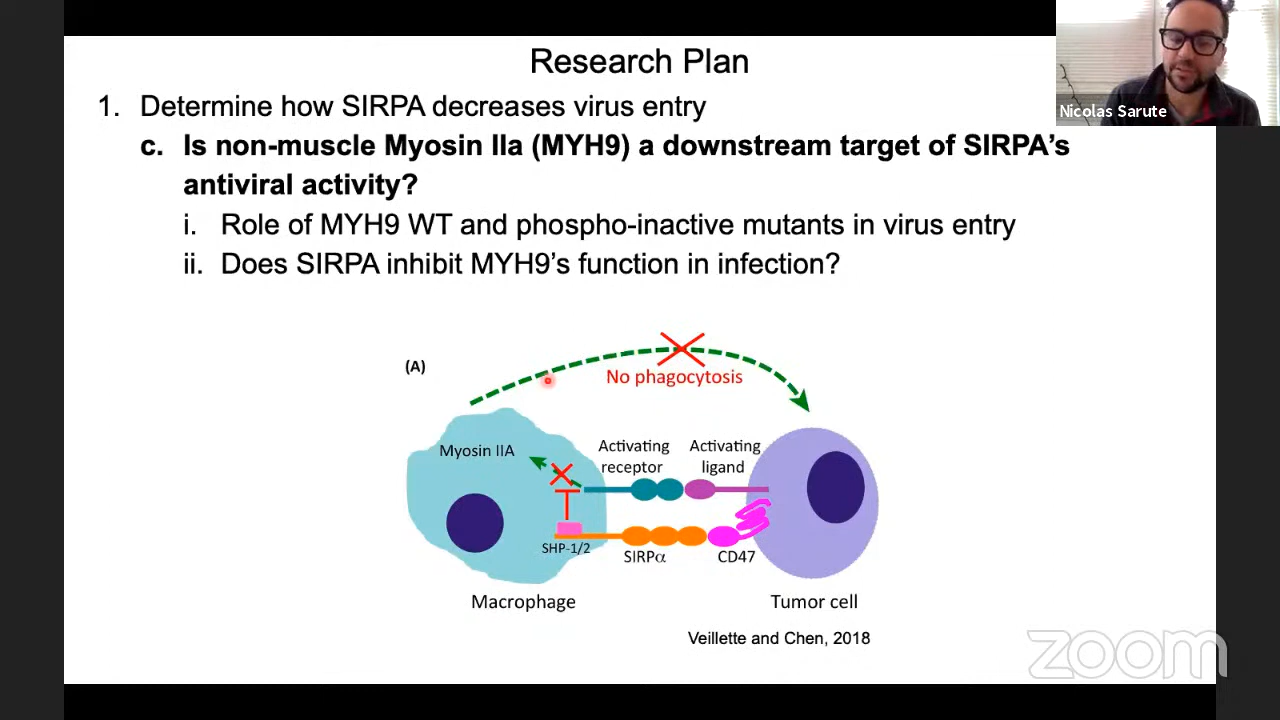 Research Plan
1. Determine how SIRPA decreases virus entry
c. Is non-muscle Myosin IIa (MYH9) a downstream target of SIRPA's
antiviral activity?
i. Role of MYH9 WT and phospho-inactive mutants in virus entry
ii. Does SIRPA inhibit MYH9's function in infection?
Nicolas Sarute
(A)
No phagocytosis
Myosin IIA
Activating
receptor
Activating
ligand
SHP-1/2
SIRPα
CD47
Macrophage
Tumor cell
Veillette and Chen, 2018
zoom